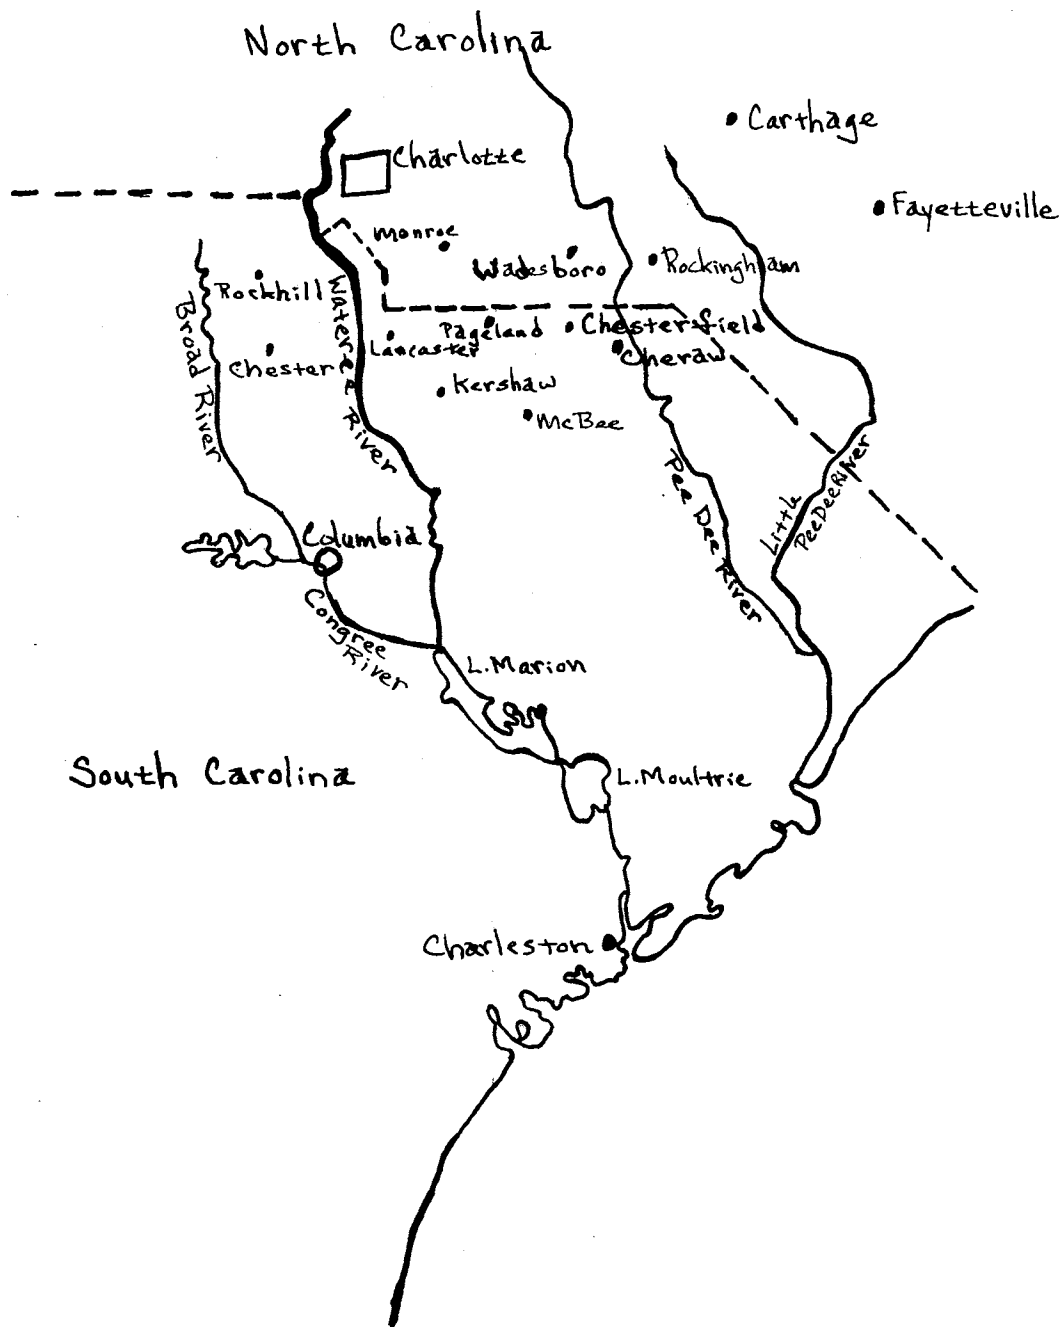 North Carolina
Carthage
Charlotte
Fayetteville
Monroe
Wadesboro
Rockingham
Rockhill
Broad River
Wateree River
Pageland
Chesterfield
Lancaster
Cheraw
Chester
Kershaw
McBee
Pee Dee River
Little
Pee Dee River
Columbia
Congree
River
L. Marion
South Carolina
L. Moultrie
Charleston